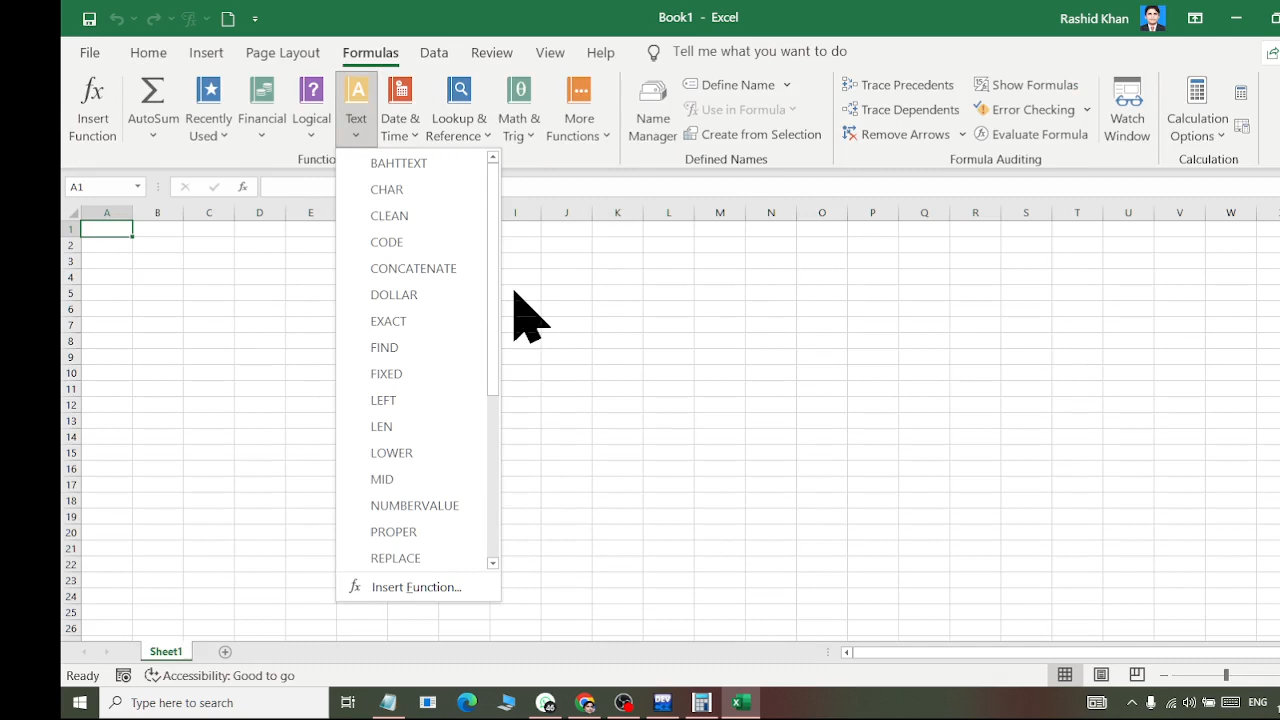 Book1 - Excel
Rashid Khan
File Home Insert Page Layout Formulas Data Review View Help Tell me what you want to do
fx Insert Function
AutoSum
Recently Used
Financial
Logical
A Text
Date & Time
Lookup & Reference
θ Math & Trig
More Functions
Name Manager
Define Name
Use in Formula
Create from Selection
Trace Precedents
Trace Dependents
Remove Arrows
Show Formulas
Error Checking
Evaluate Formula
Watch Window
Calculation Options
Defined Names
Formula Auditing
Calculation
A1
fx
A B C D E I J K L M N O P Q R S T U V W
1
2
3
4
5
6
7
8
9
10
11
12
13
14
15
16
17
18
19
20
21
22
23
24
25
26
BAHTTEXT
CHAR
CLEAN
CODE
CONCATENATE
DOLLAR
EXACT
FIND
FIXED
LEFT
LEN
LOWER
MID
NUMBERVALUE
PROPER
REPLACE
fx Insert Function...
Sheet1
Ready Accessibility: Good to go
Type here to search
46
ENG